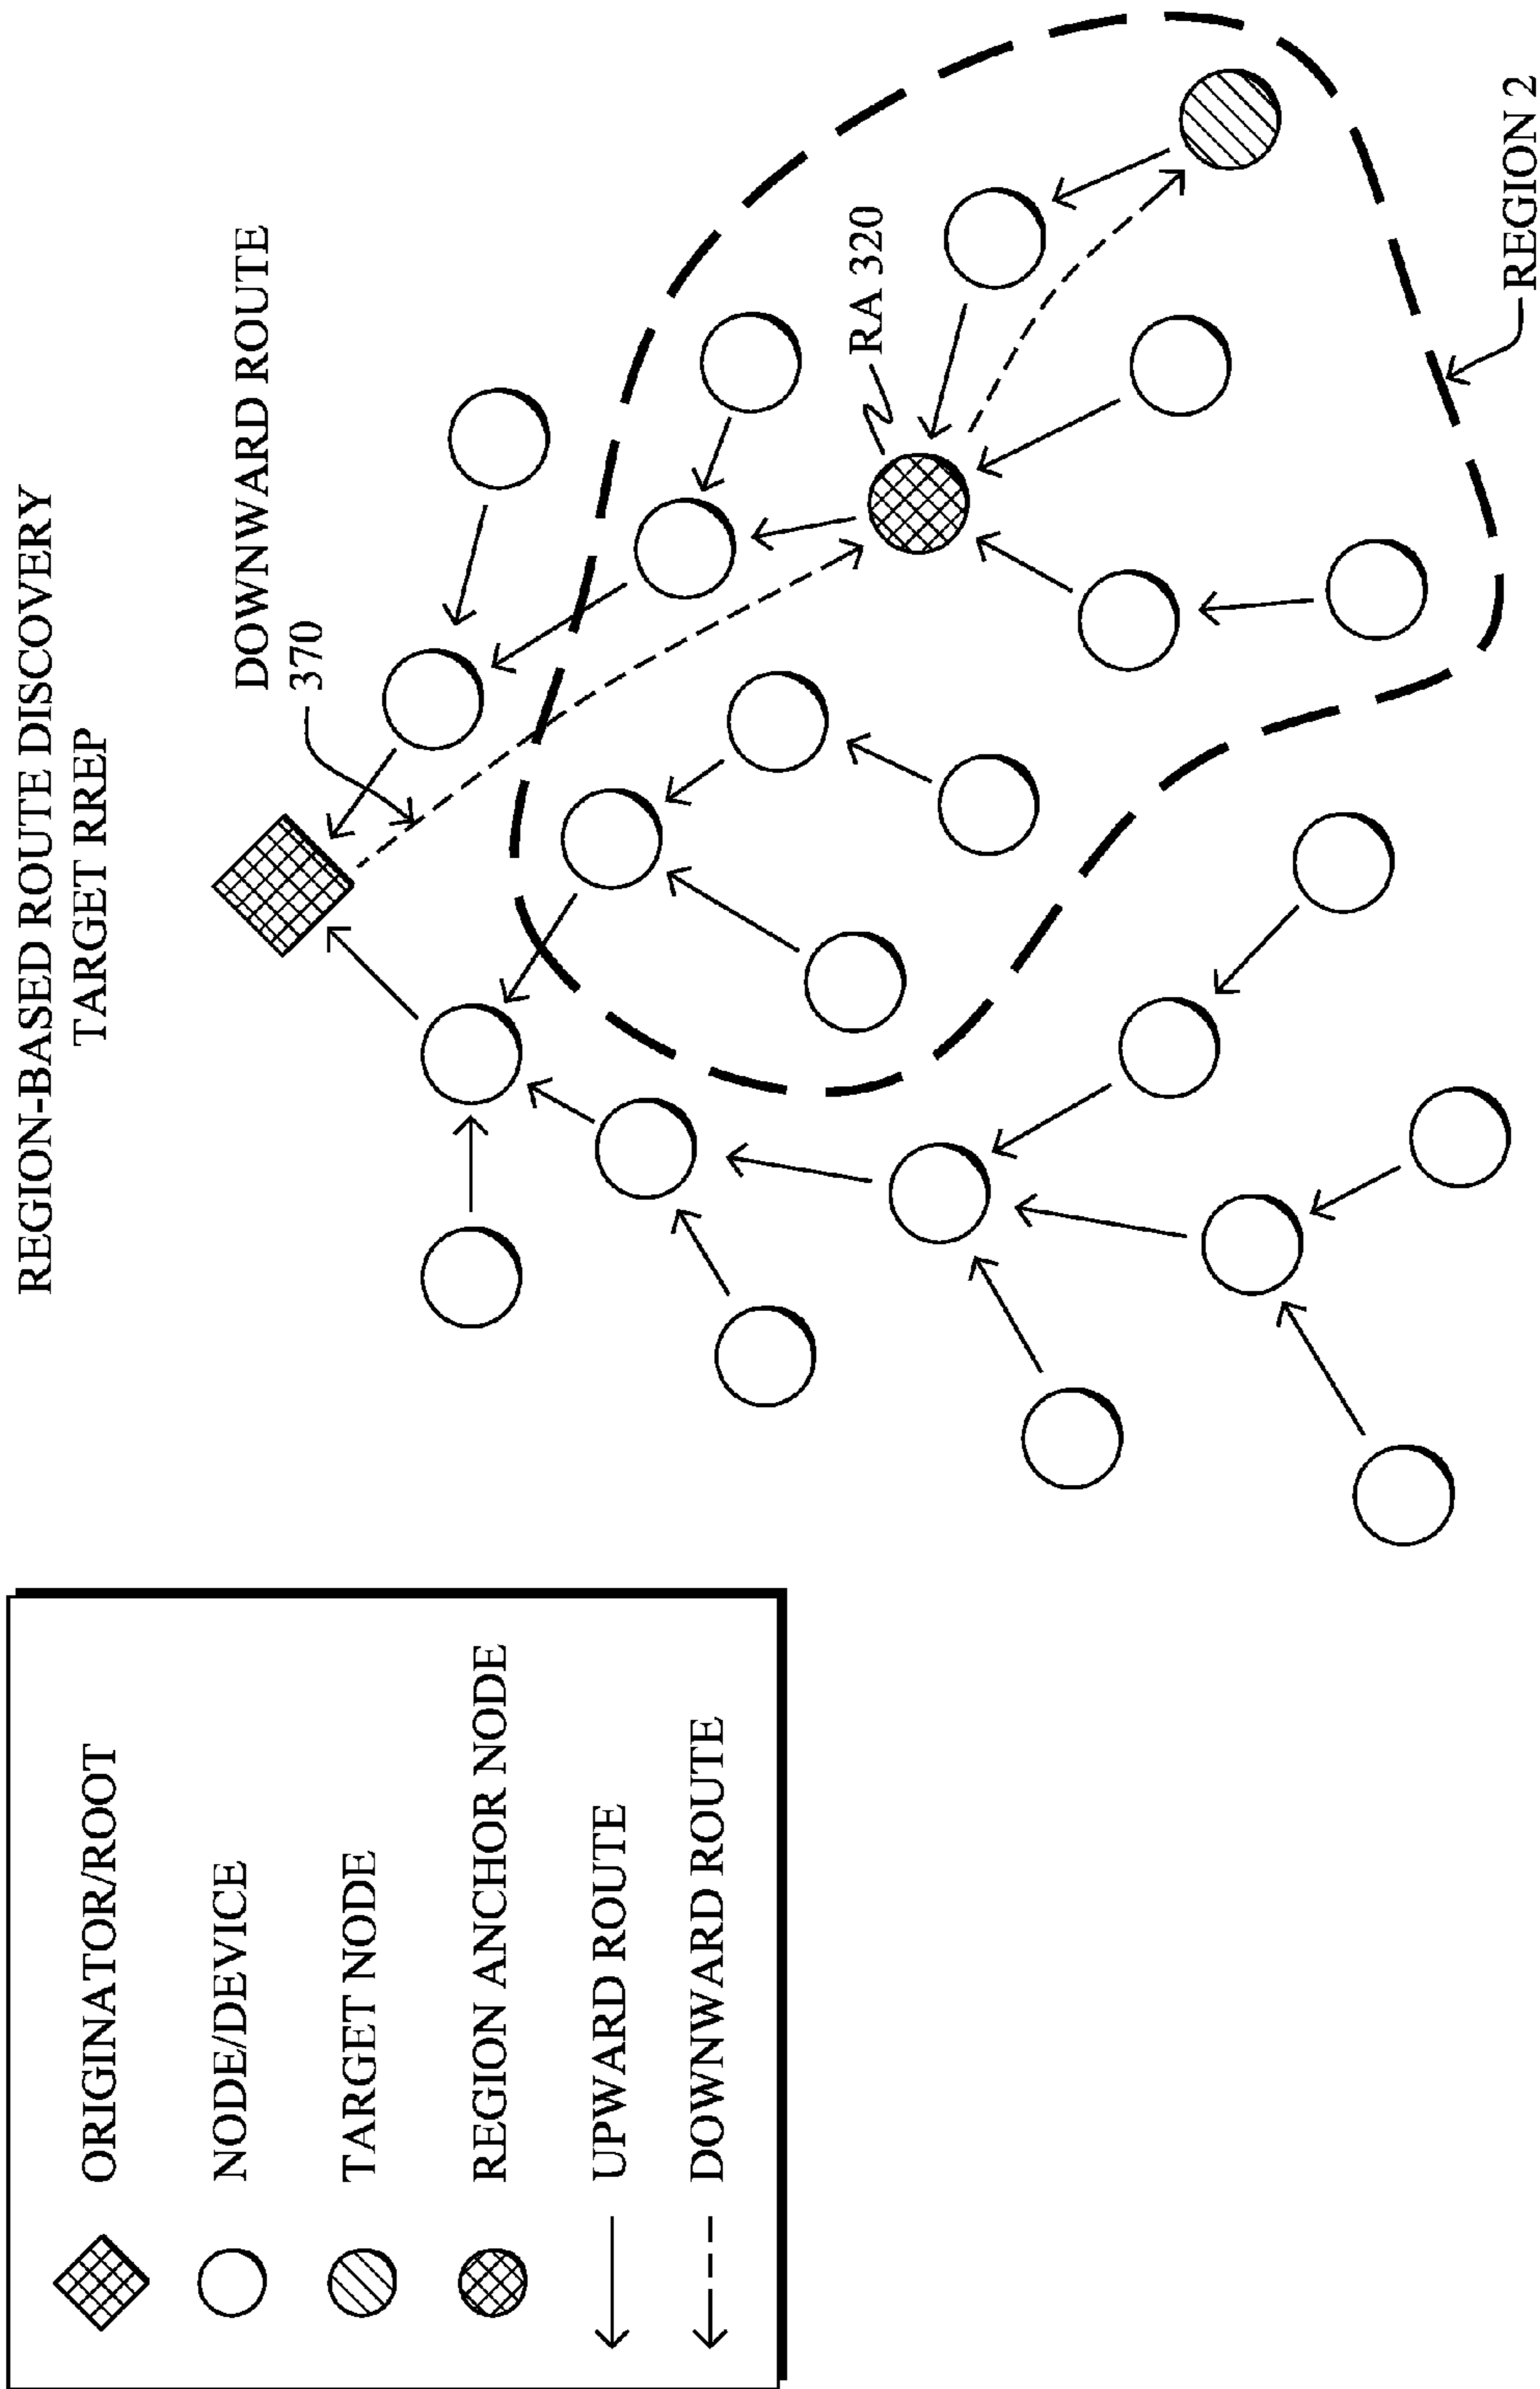 REGION-BASED ROUTE DISCOVERY
TARGET RREP
ORIGINATOR/ROOT
NODE/DEVICE
TARGET NODE
REGION ANCHOR NODE
UPWARD ROUTE
DOWNWARD ROUTE
DOWNWARD ROUTE
370
RA 320
REGION 2